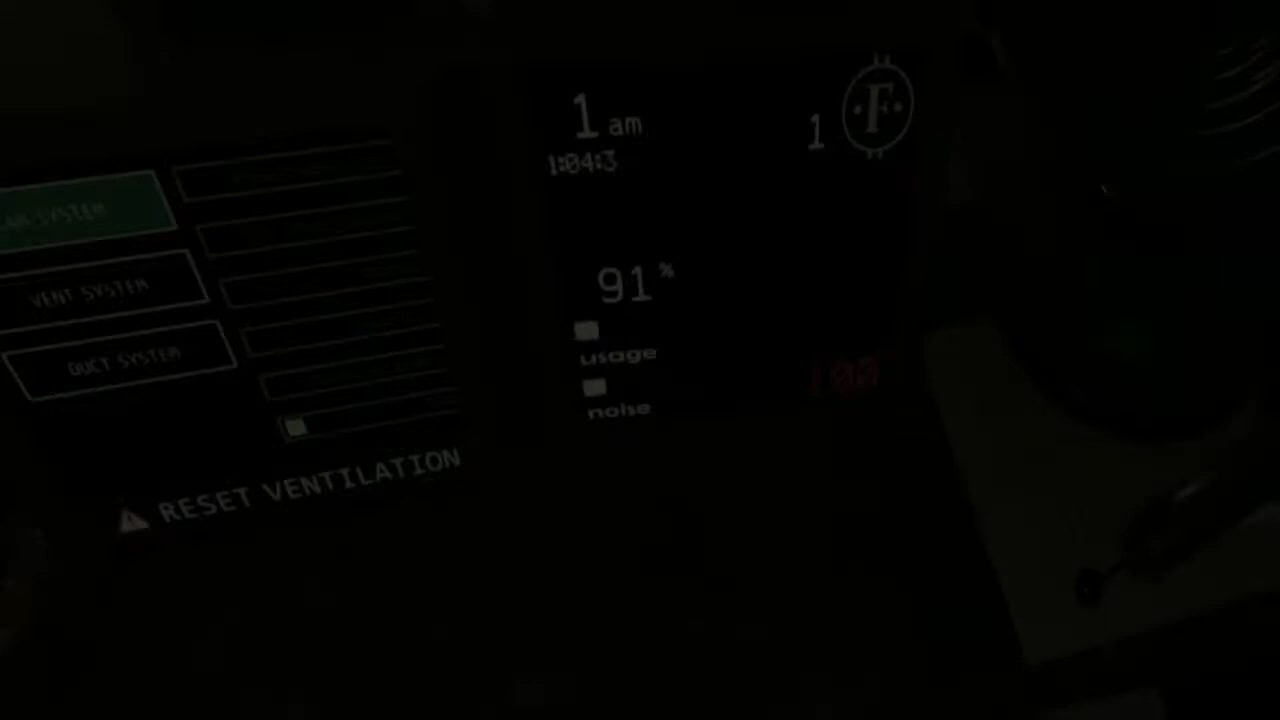 1 am
1:04:3
1
F
VENT SYSTEM
DUCT SYSTEM
91%
usage
noise
RESET VENTILATION